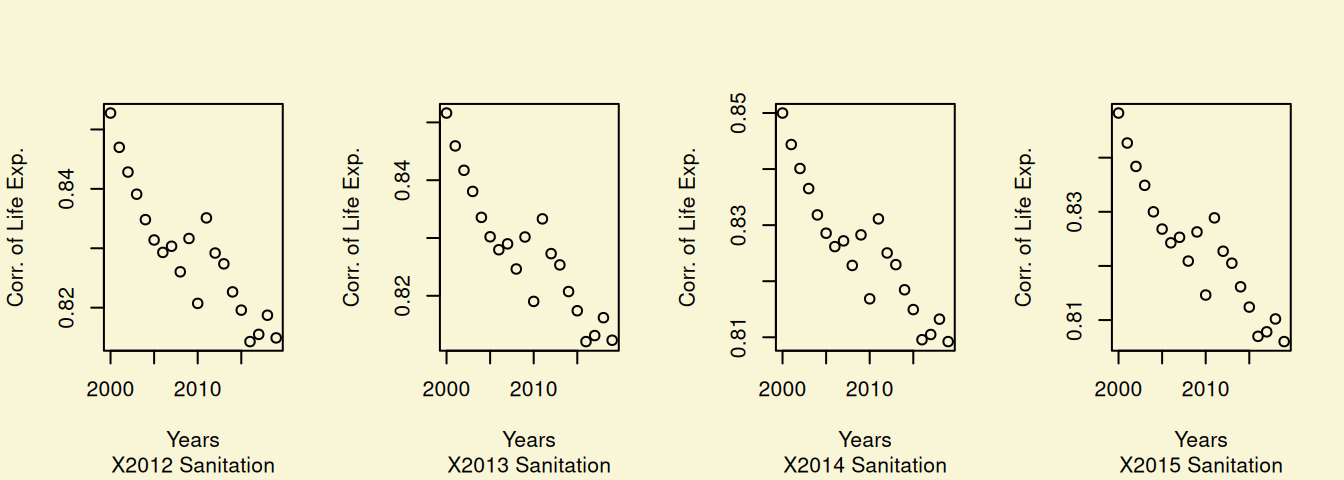 Corr. of Life Exp.
0.82
0.84
2000
2010
Years
X2012 Sanitation
Corr. of Life Exp.
0.82
0.84
2000
2010
Years
X2013 Sanitation
Corr. of Life Exp.
0.81
0.83
0.85
2000
2010
Years
X2014 Sanitation
Corr. of Life Exp.
0.81
0.83
2000
2010
Years
X2015 Sanitation